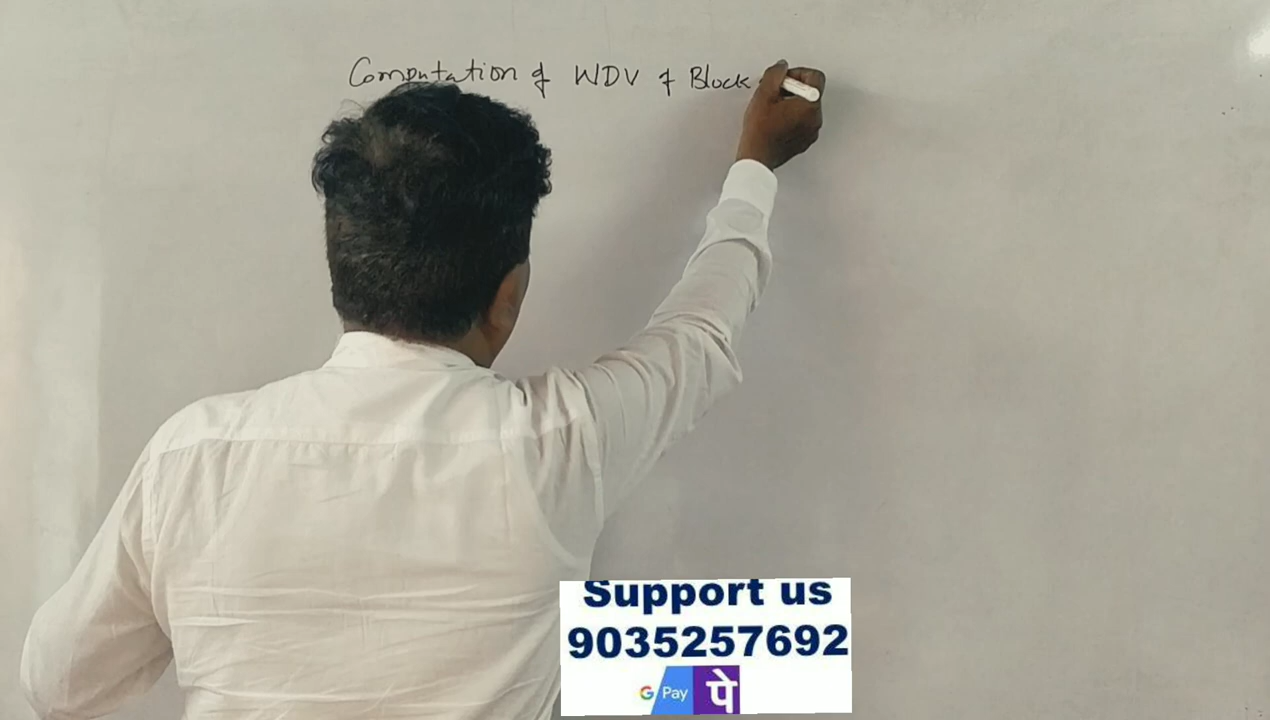 Computation of WDV of Block
Support us
9035257692
G Pay पे